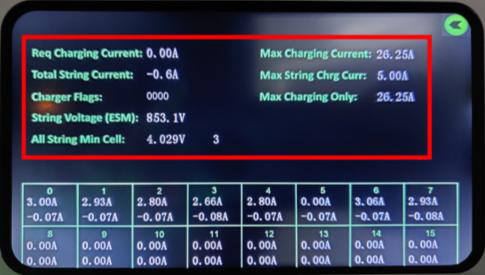 Req Charging Current: 0.00A Max Charging Current: 26.25A
Total String Current: -0.6A Max String Chrg Curr: 5.00A
Charger Flags: 0000 Max Charging Only: 26.25A
String Voltage (ESM): 853.1V
All String Min Cell: 4.029V 3
0 1 2 3 4 5 6 7
3.00A 2.93A 2.80A 2.66A 2.80A 0.00A 3.06A 2.93A
-0.07A -0.07A -0.07A -0.08A -0.07A -0.07A -0.07A -0.08A
8 9 10 11 12 13 14 15
0.00A 0.00A 0.00A 0.00A 0.00A 0.00A 0.00A 0.00A
0.00A 0.00A 0.00A 0.00A 0.00A 0.00A 0.00A 0.00A